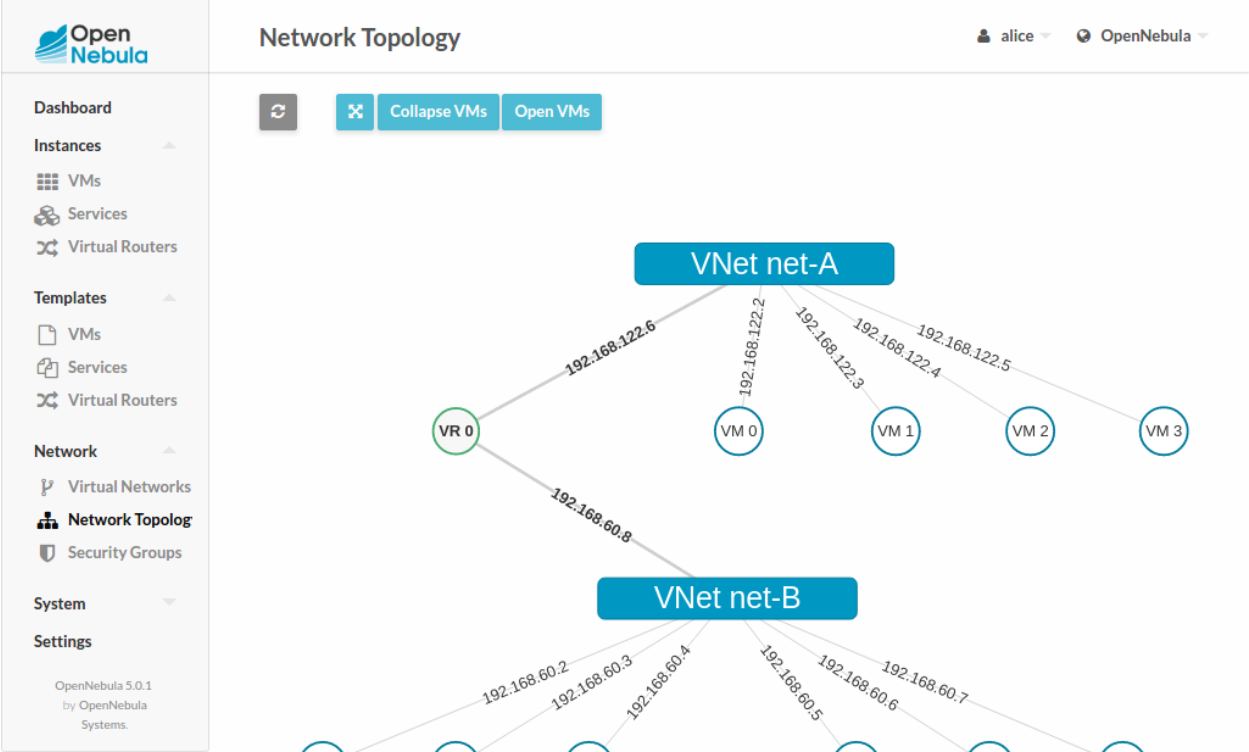 Open
Nebula
Network Topology
alice
OpenNebula
Dashboard
Instances
VMs
Services
Virtual Routers
Templates
VMs
Services
Virtual Routers
Network
Virtual Networks
Network Topolog
Security Groups
System
Settings
OpenNebula 5.0.1
by OpenNebula
Systems.
Collapse VMs
Open VMs
VNet net-A
192.168.122.6
192.168.122.2
192.168.122.3
192.168.122.4
192.168.122.5
VR 0
VM 0
VM 1
VM 2
VM 3
192.168.60.8
VNet net-B
192.168.60.2
192.168.60.3
192.168.60.4
192.168.60.5
192.168.60.6
192.168.60.7